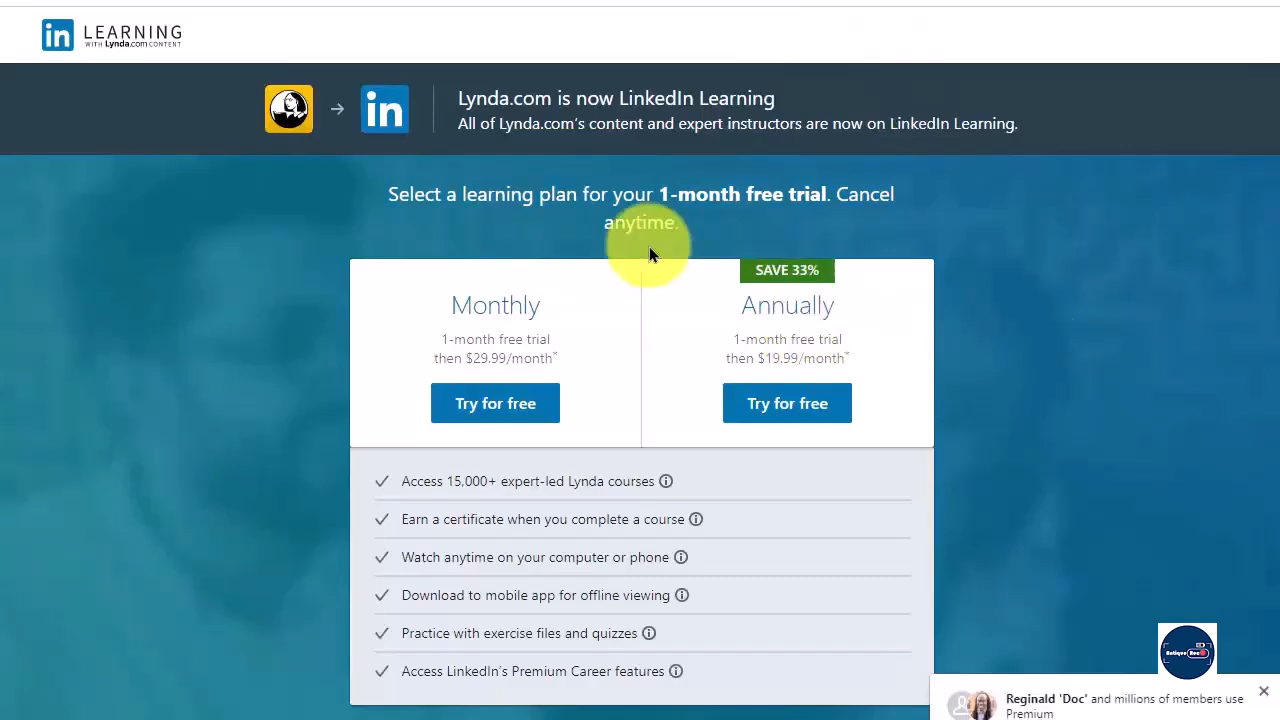 in LEARNING
WITH Lynda.com CONTENT
in
Lynda.com is now LinkedIn Learning
All of Lynda.com's content and expert instructors are now on LinkedIn Learning.
Select a learning plan for your 1-month free trial. Cancel
anytime.
SAVE 33%
Monthly
1-month free trial
then $29.99/month*
Try for free
Annually
1-month free trial
then $19.99/month*
Try for free
Access 15,000+ expert-led Lynda courses
Earn a certificate when you complete a course
Watch anytime on your computer or phone
Download to mobile app for offline viewing
Practice with exercise files and quizzes
Access LinkedIn's Premium Career features
Reginald 'Doc' and millions of members use
Premium